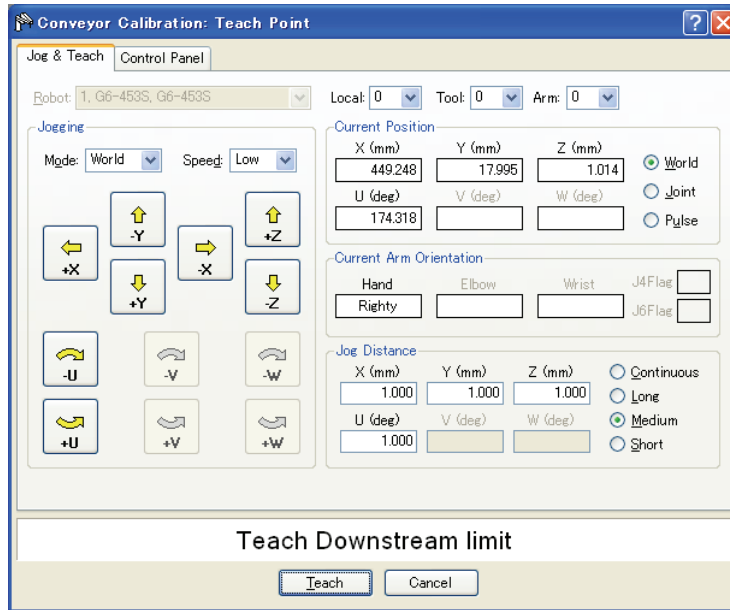 Conveyor Calibration: Teach Point
Jog & Teach Control Panel
Robot: 1, G6-453S, G6-453S Local: 0 Tool: 0 Arm: 0
Jogging
Mode: World Speed: Low
-Y +Z
+X -X
+Y -Z
-U -V -W
+U +V +W
Current Position
X (mm) Y (mm) Z (mm)
449.248 17.995 1.014
U (deg) V (deg) W (deg)
174.318
World
Joint
Pulse
Current Arm Orientation
Hand Elbow Wrist J4Flag
Righty J6Flag
Jog Distance
X (mm) Y (mm) Z (mm)
1.000 1.000 1.000
U (deg) V (deg) W (deg)
1.000
Continuous
Long
Medium
Short
Teach Downstream limit
Teach Cancel